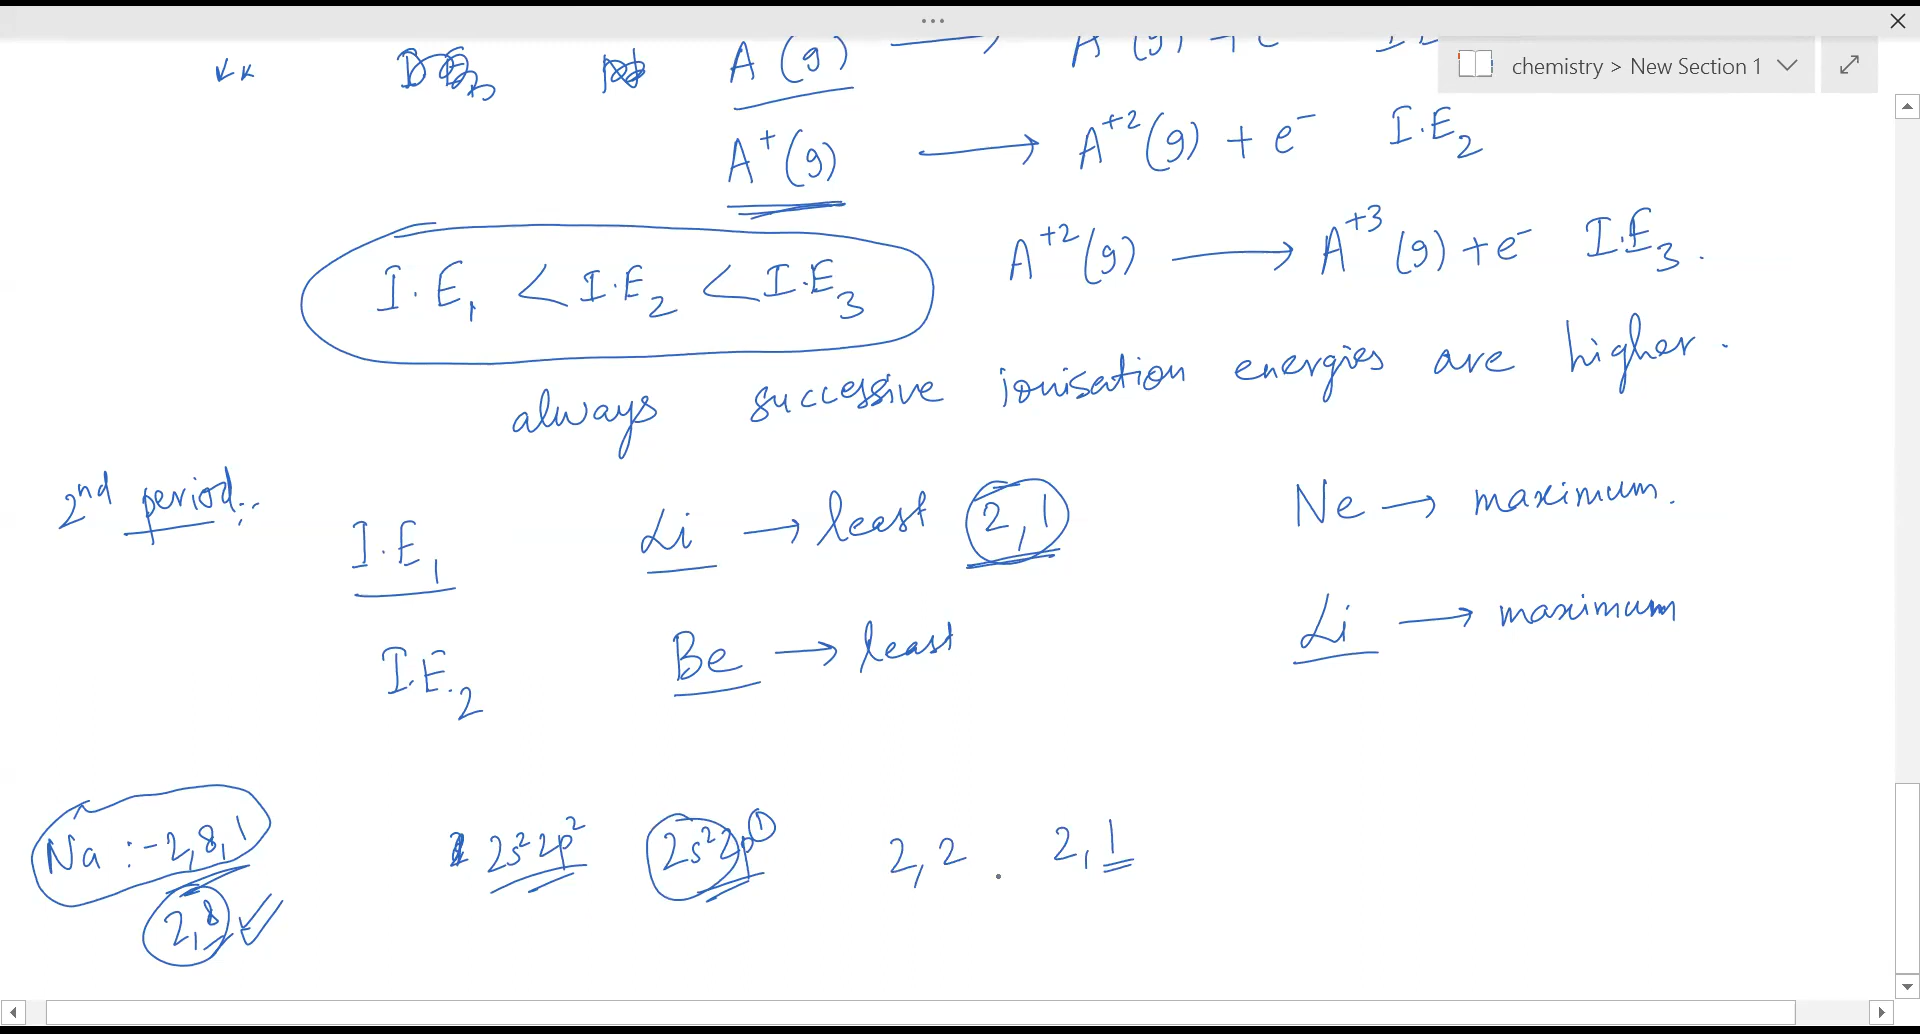 A (g) → A (g) + e
chemistry > New Section 1
A⁺(g) → A⁺²(g) + e⁻ I.E₂
A⁺²(g) → A⁺³(g) + e⁻ I.E₃.
I.E₁ < I.E₂ < I.E₃
always successive ionisation energies are higher.
2nd period:.
I.E₁ Li → least 2,1 Ne → maximum.
I.E.₂ Be → least Li → maximum
Na :- 2,8,1 2s²2p² 2s²2p¹ 2,2 2,1
2,8